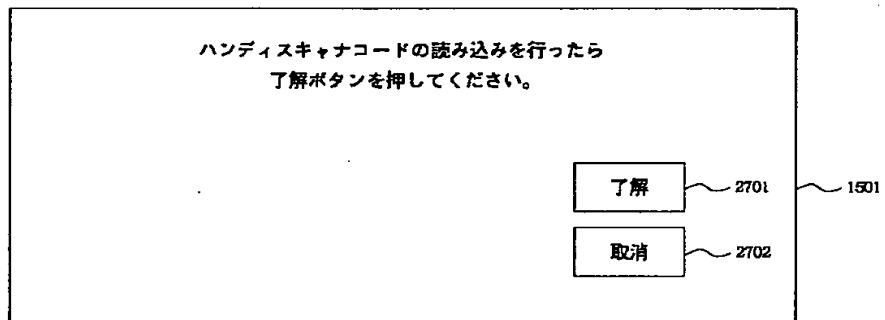 ハンディスキャナコードの読み込みを行ったら
了解ボタンを押してください。
了解 2701 1501
取消 2702